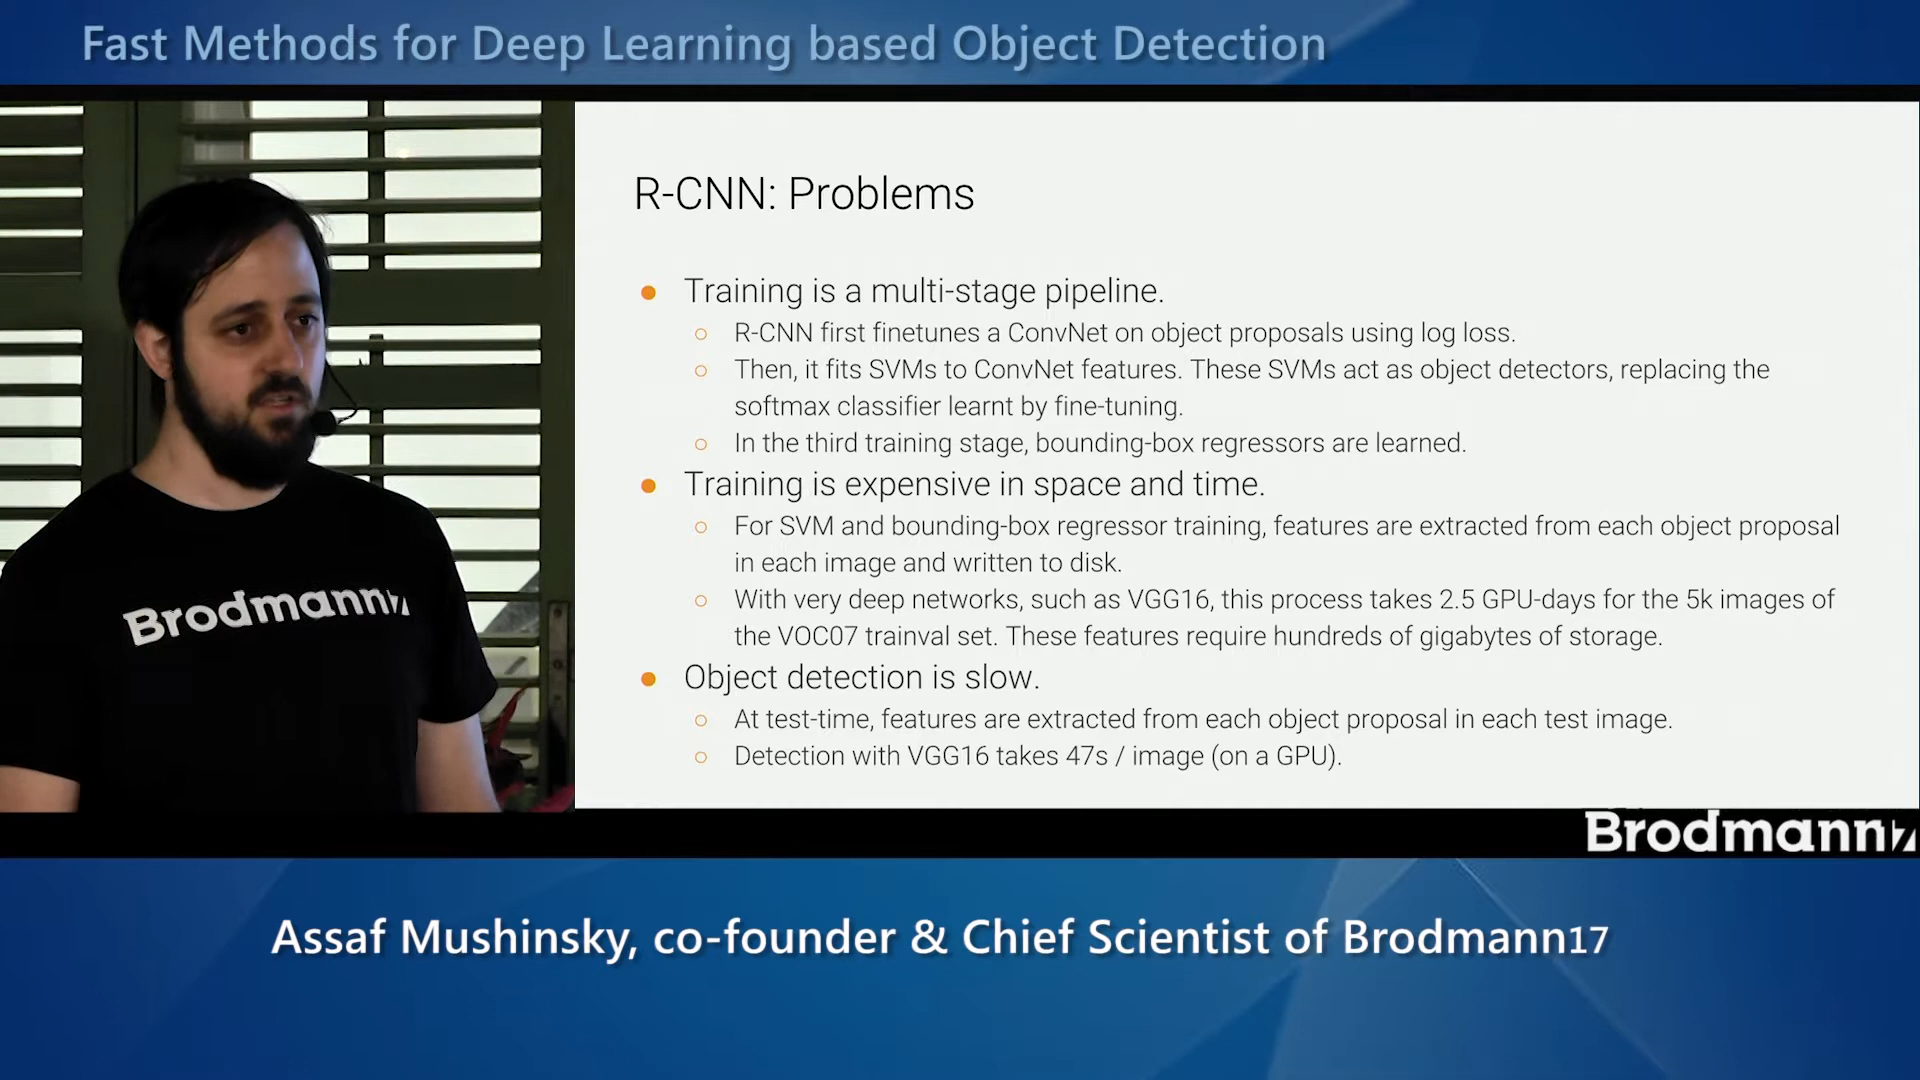 Fast Methods for Deep Learning based Object Detection
R-CNN: Problems
Training is a multi-stage pipeline.
R-CNN first finetunes a ConvNet on object proposals using log loss.
Then, it fits SVMs to ConvNet features. These SVMs act as object detectors, replacing the
softmax classifier learnt by fine-tuning.
In the third training stage, bounding-box regressors are learned.
Training is expensive in space and time.
For SVM and bounding-box regressor training, features are extracted from each object proposal
in each image and written to disk.
With very deep networks, such as VGG16, this process takes 2.5 GPU-days for the 5k images of
the VOC07 trainval set. These features require hundreds of gigabytes of storage.
Object detection is slow.
At test-time, features are extracted from each object proposal in each test image.
Detection with VGG16 takes 47s / image (on a GPU).
Brodmann17
Brodmann17
Assaf Mushinsky, co-founder & Chief Scientist of Brodmann17